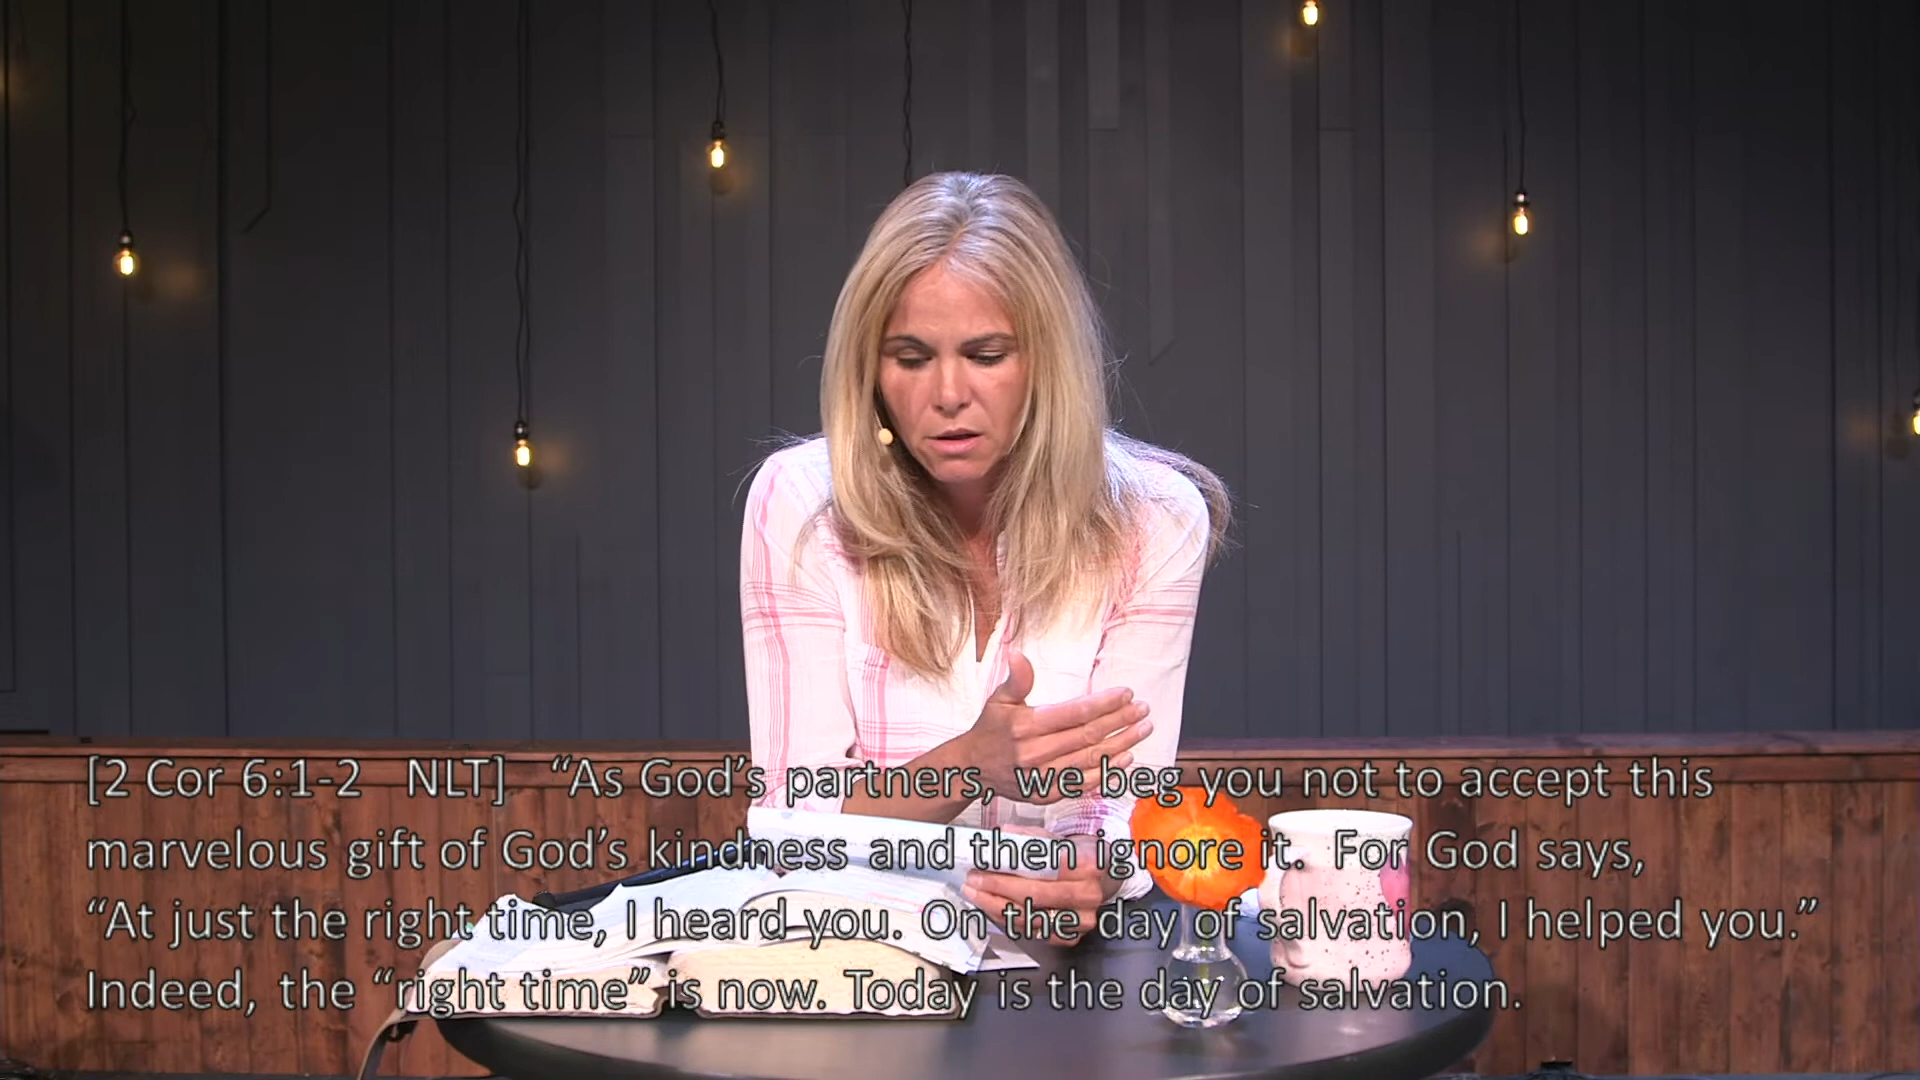 [2 Cor 6:1-2   NLT]   “As God’s partners, we beg you not to accept this
marvelous gift of God’s kindness and then ignore it.  For God says,
“At just the right time, I heard you. On the day of salvation, I helped you.”
Indeed, the “right time” is now. Today is the day of salvation.